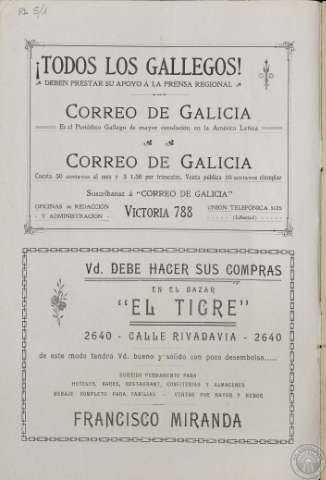 ¡TODOS LOS GALLEGOS!
DEBEN PRESTAR SU APOYO A LA PRENSA REGIONAL
CORREO DE GALICIA
Es el Periódico Gallego de mayor circulación en la América Latina
CORREO DE GALICIA
Cuesta 50 centavos al mes y $ 1.50 por trimestre. Venta pública 10 centavos ejemplar
Suscríbanse á "CORREO DE GALICIA"
OFICINAS DE REDACCIÓN
Y ADMINISTRACIÓN
VICTORIA 788
UNIÓN TELEFÓNICA
(Libertad)
Vd. DEBE HACER SUS COMPRAS
EN EL BAZAR
"EL TIGRE"
2640 - CALLE RIVADAVIA - 2640
de este modo tendrá Vd. bueno y sólido con poco desembolso.....
SURTIDO PERMANENTE PARA
HOTELES, BARES, RESTAURANT, CONFITERÍAS Y ALMACENES
MENAJE COMPLETO PARA FAMILIAS - VENTAS POR MAYOR Y MENOR
FRANCISCO MIRANDA